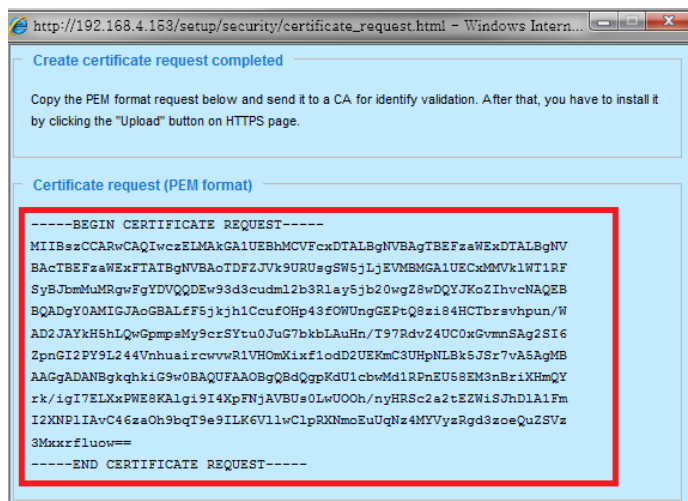 http://192.168.4.153/setup/security/certificate_request.html - Windows Intern...
Create certificate request completed
Copy the PEM format request below and send it to a CA for identify validation. After that, you have to install it
by clicking the "Upload" button on HTTPS page.
Certificate request (PEM format)
-----BEGIN CERTIFICATE REQUEST-----
MIIBszCCARwCAQIwczELMAkGA1UEBhMCVFcxDTALBgNVBAgTBEFzaWExDTALBgNV
BAcTBEFzaWExFTATBgNVBAoTDFZJVk9URUsgSW5jLjEVMBMGA1UECxMMVklWT1RF
SyBJbmMuMRgwFgYDVQQDEw93d3cudml2b3Rlay5jb20wgZ8wDQYJKoZIhvcNAQEB
BQADgY0AMIGJAoGBALfF5jkjh1CcufOHp43fOWUngGEPtQ8zi84HCTbrsvhpun/W
AD2JAYkH5hLQwGpmpsMy9crSYtu0JuG7bkbLAuHn/T97RdvZ4UC0xGvmnSAg2SI6
ZpnGI2PY9L244VnhuaircwvwR1VHOmXixf1odD2UEKmC3UHpNLBk5JSr7vA5AgMB
AAGgADANBgkqhkiG9w0BAQUFAAOBgQBdQgpKdU1cbwMd1RPnEU58EM3nBriXHmQY
rk/igI7ELXxPWE8KAlgi9I4XpFNjAVBUs0LwUOOh/nyHRSc2a2tEZWiSJhDlA1Fm
I2XNPlIAvC46zaOh9bqT9e9ILK6VllwClpRXNmoEuUqNz4MYVyzRgd3zoeQuZSVz
3Mxxrfluow==
-----END CERTIFICATE REQUEST-----